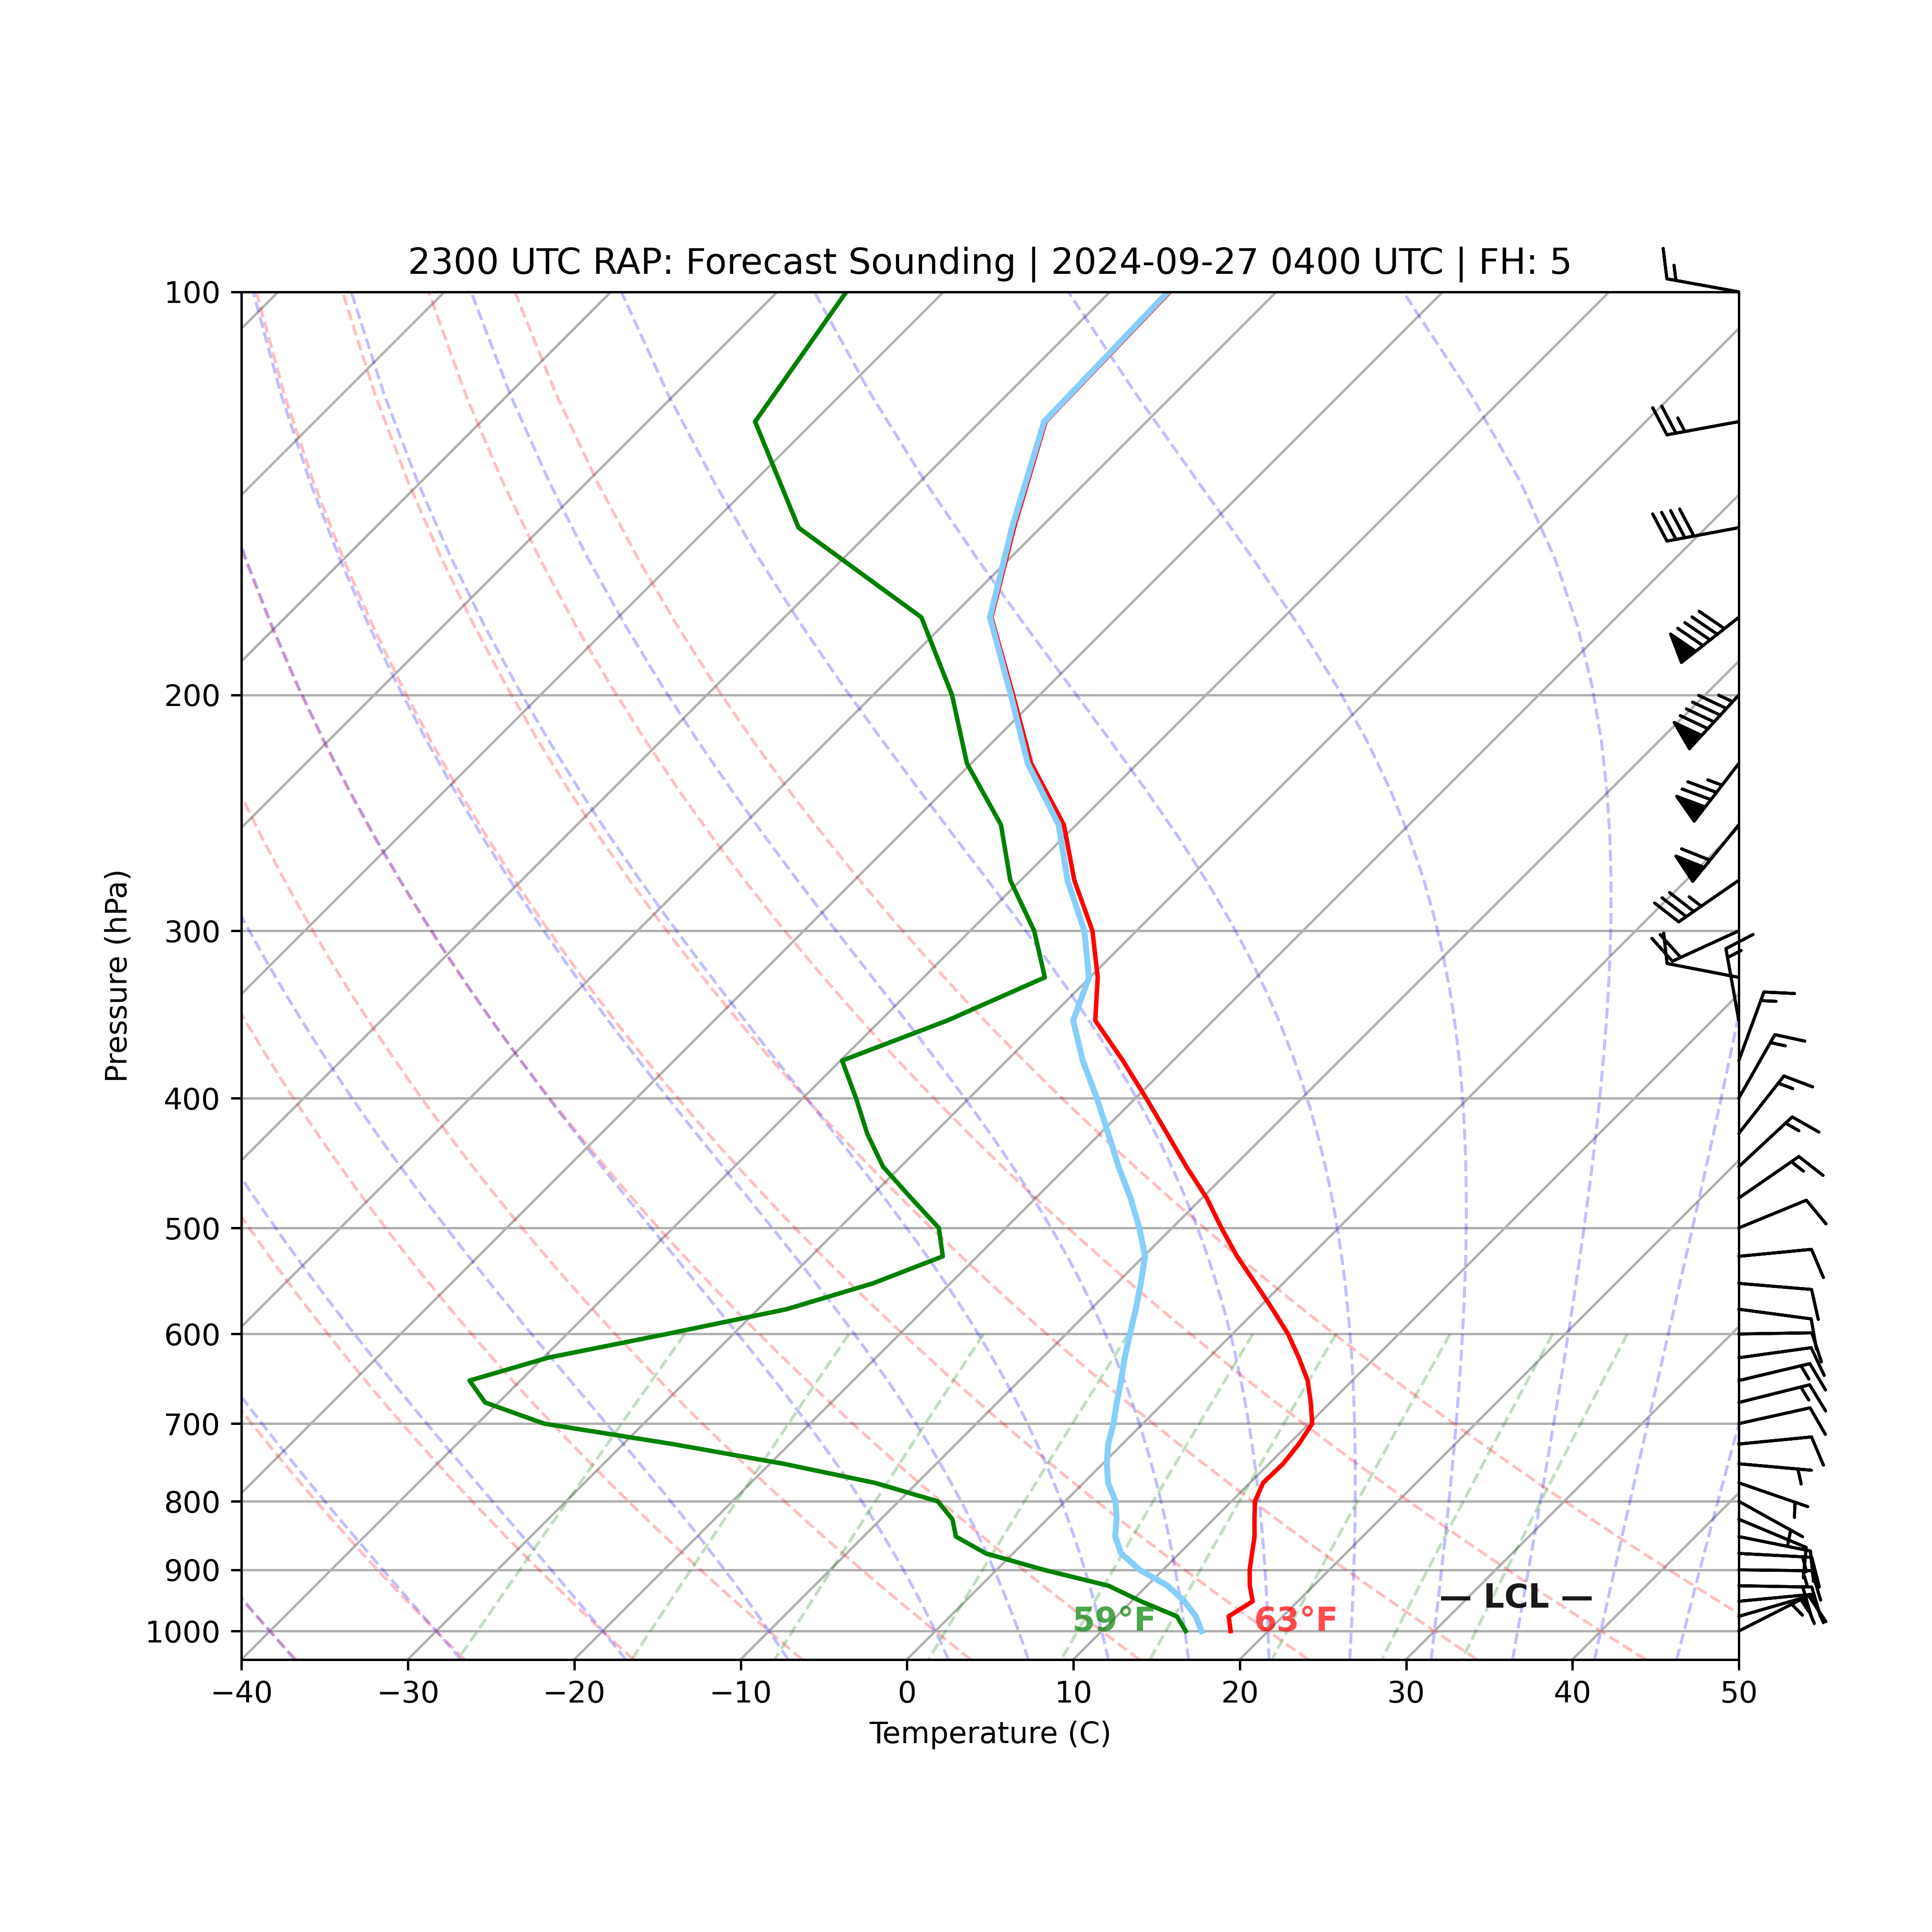 2300 UTC RAP: Forecast Sounding | 2024-09-27 0400 UTC | FH: 5
100
200
300
400
500
600
700
800
900
1000
Pressure (hPa)
— LCL —
59°F
63°F
−40 −30 −20 −10 0 10 20 30 40 50
Temperature (C)